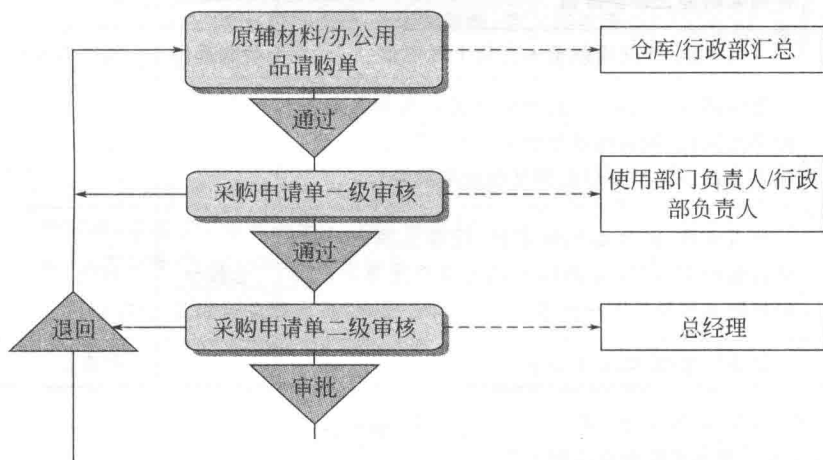 原辅材料/办公用
品请购单
仓库/行政部汇总
通过
采购申请单一级审核
使用部门负责人/行政
部负责人
通过
退回
采购申请单二级审核
总经理
审批